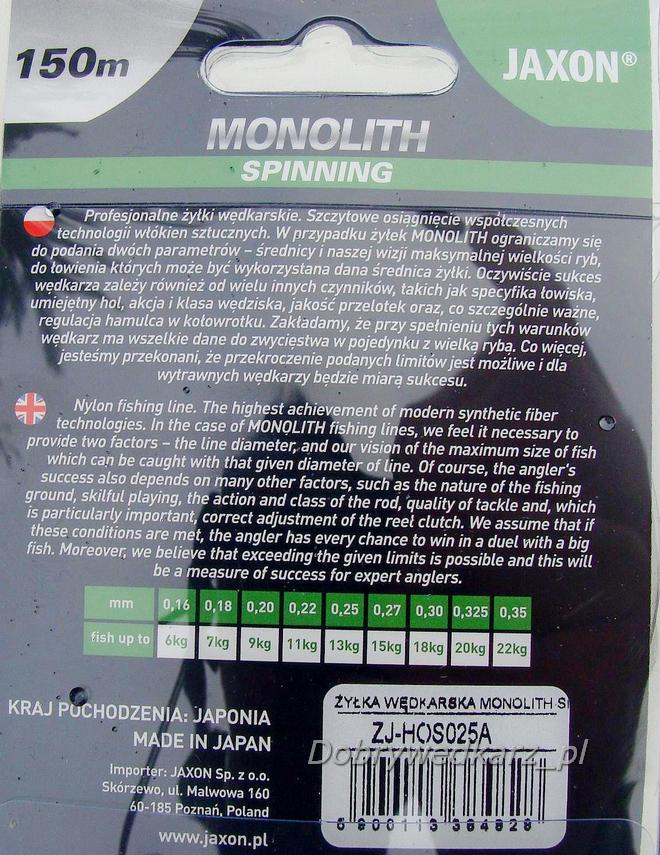 150m
JAXON®
MONOLITH
SPINNING
Profesjonalne żyłki wędkarskie. Szczytowe osiągnięcie współczesnych
technologii włókien sztucznych. W przypadku żyłek MONOLITH ograniczamy się
do podania dwóch parametrów – średnicy i naszej wizji maksymalnej wielkości ryb,
do łowienia których może być wykorzystana dana średnica żyłki. Oczywiście sukces
wędkarza zależy również od wielu innych czynników, takich jak specyfika łowiska,
umiejętny hol, akcja i klasa wędziska, jakość przelotek oraz, co szczególnie ważne,
regulacja hamulca w kołowrotku. Zakładamy, że przy spełnieniu tych warunków
wędkarz ma wszelkie dane do zwycięstwa w pojedynku z wielką rybą. Co więcej,
jesteśmy przekonani, że przekroczenie podanych limitów jest możliwe i dla
wytrawnych wędkarzy będzie miarą sukcesu.
Nylon fishing line. The highest achievement of modern synthetic fiber
technologies. In the case of MONOLITH fishing lines, we feel it necessary to
provide two factors – the line diameter, and our vision of the maximum size of fish
which can be caught with that given diameter of line. Of course, the angler's
success also depends on many other factors, such as the nature of the fishing
ground, skilful playing, the action and class of the rod, quality of tackle and, which
is particularly important, correct adjustment of the reel clutch. We assume that if
these conditions are met, the angler has every chance to win in a duel with a big
fish. Moreover, we believe that exceeding the given limits is possible and this will
be a measure of success for expert anglers.
mm 0,16 0,18 0,20 0,22 0,25 0,27 0,30 0,325 0,35
fish up to 6kg 7kg 9kg 11kg 13kg 15kg 18kg 20kg 22kg
KRAJ POCHODZENIA: JAPONIA
MADE IN JAPAN
Importer: JAXON Sp. z o.o.
Skórzewo, ul. Malwowa 160
60-185 Poznań, Poland
www.jaxon.pl
ŻYŁKA WĘDKARSKA MONOLITH S
ZJ-HOS025A
Dobrywedkarz_pl
5 900113 384828